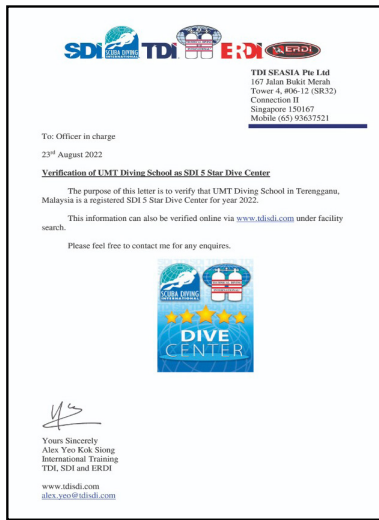 SDI SCUBA DIVING INTERNATIONAL TDI ERDI ERDI
TDI SEASIA Pte Ltd
167 Jalan Bukit Merah
Tower 4, #06-12 (SR32)
Connection II
Singapore 150167
Mobile (65) 93637521
To: Officer in charge
23rd August 2022
Verification of UMT Diving School as SDI 5 Star Dive Center
The purpose of this letter is to verify that UMT Diving School in Terengganu,
Malaysia is a registered SDI 5 Star Dive Center for year 2022.
This information can also be verified online via www.tdisdi.com under facility
search.
Please feel free to contact me for any enquires.
SCUBA DIVING
INTERNATIONAL
DIVE
CENTER
Yours Sincerely
Alex Yeo Kok Siong
International Training
TDI, SDI and ERDI
www.tdisdi.com
alex.yeo@tdisdi.com